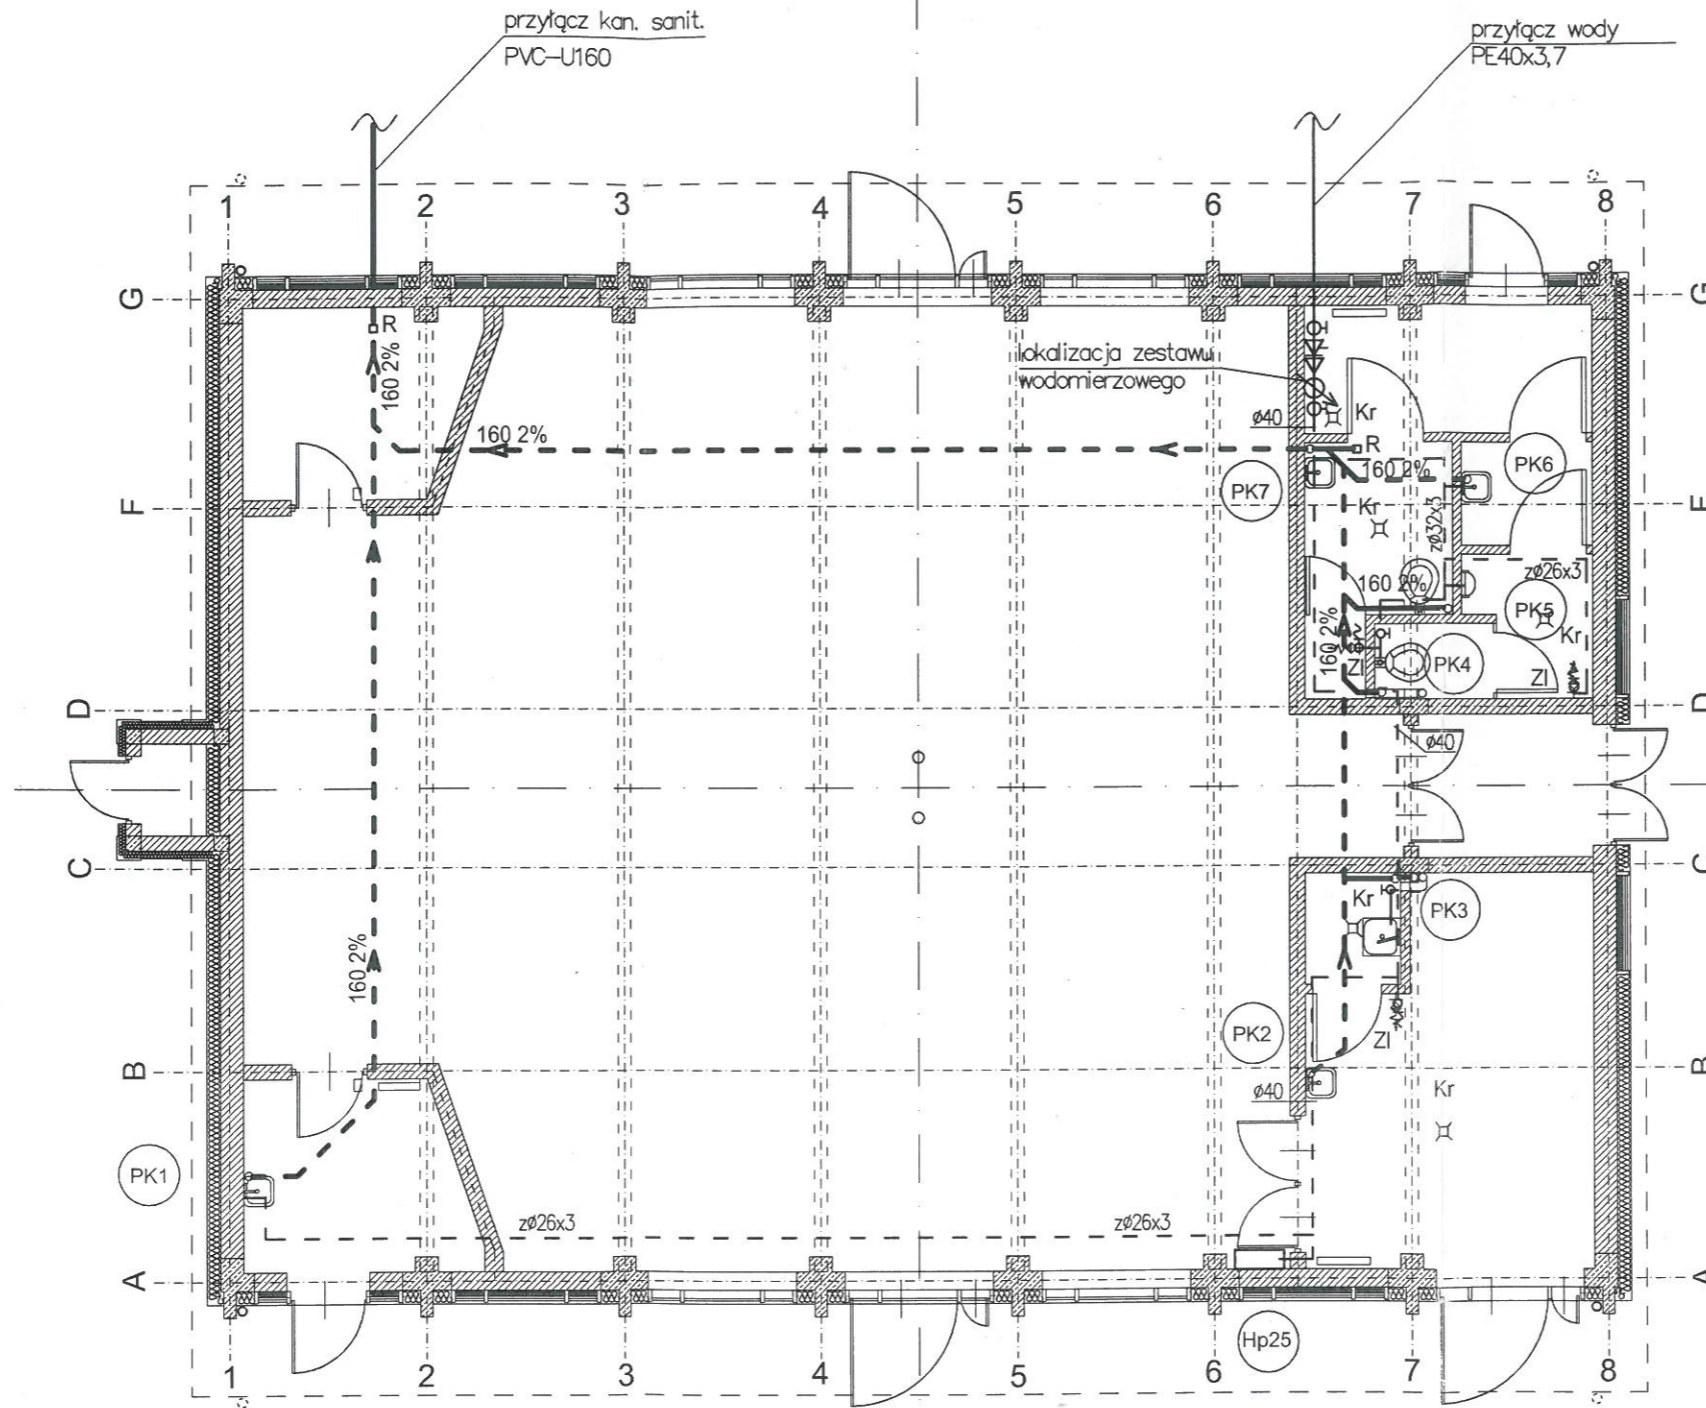 przyłącz kan. sanit.
PVC-U160
przyłącz wody
PE40x3,7
1 2 3 4 5 6 7 8
G G
R
160 2%
lokalizacja zestawu
wodomierzowego
ø40
Kr
160 2%
R
160 2%
PK7
PK6
F F
Kr
zø32x3
zø26x3
160 2%
PK5
Kr
160 2%
ZI
PK4
ZI
D D
ø40
C C
Kr
PK3
160 2%
PK2
ZI
B B
ø40
Kr
PK1
zø26x3
zø26x3
A A
Hp25
1 2 3 4 5 6 7 8